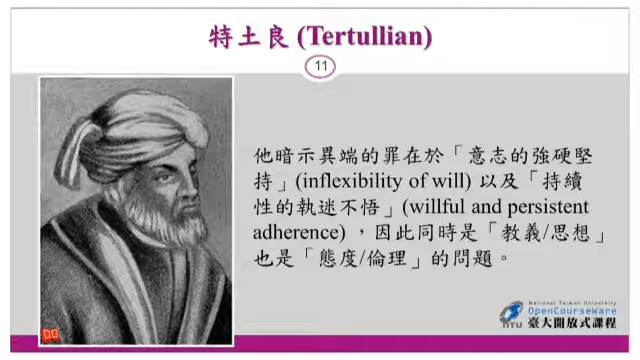 特土良 (Tertullian)
11
他暗示異端的罪在於「意志的強硬堅
持」(inflexibility of will) 以及「持續
性的執迷不悟」(willful and persistent
adherence) ，因此同時是「教義/思想」
也是「態度/倫理」的問題。
National Taiwan University
OpenCourseWare
NTU 臺大開放式課程